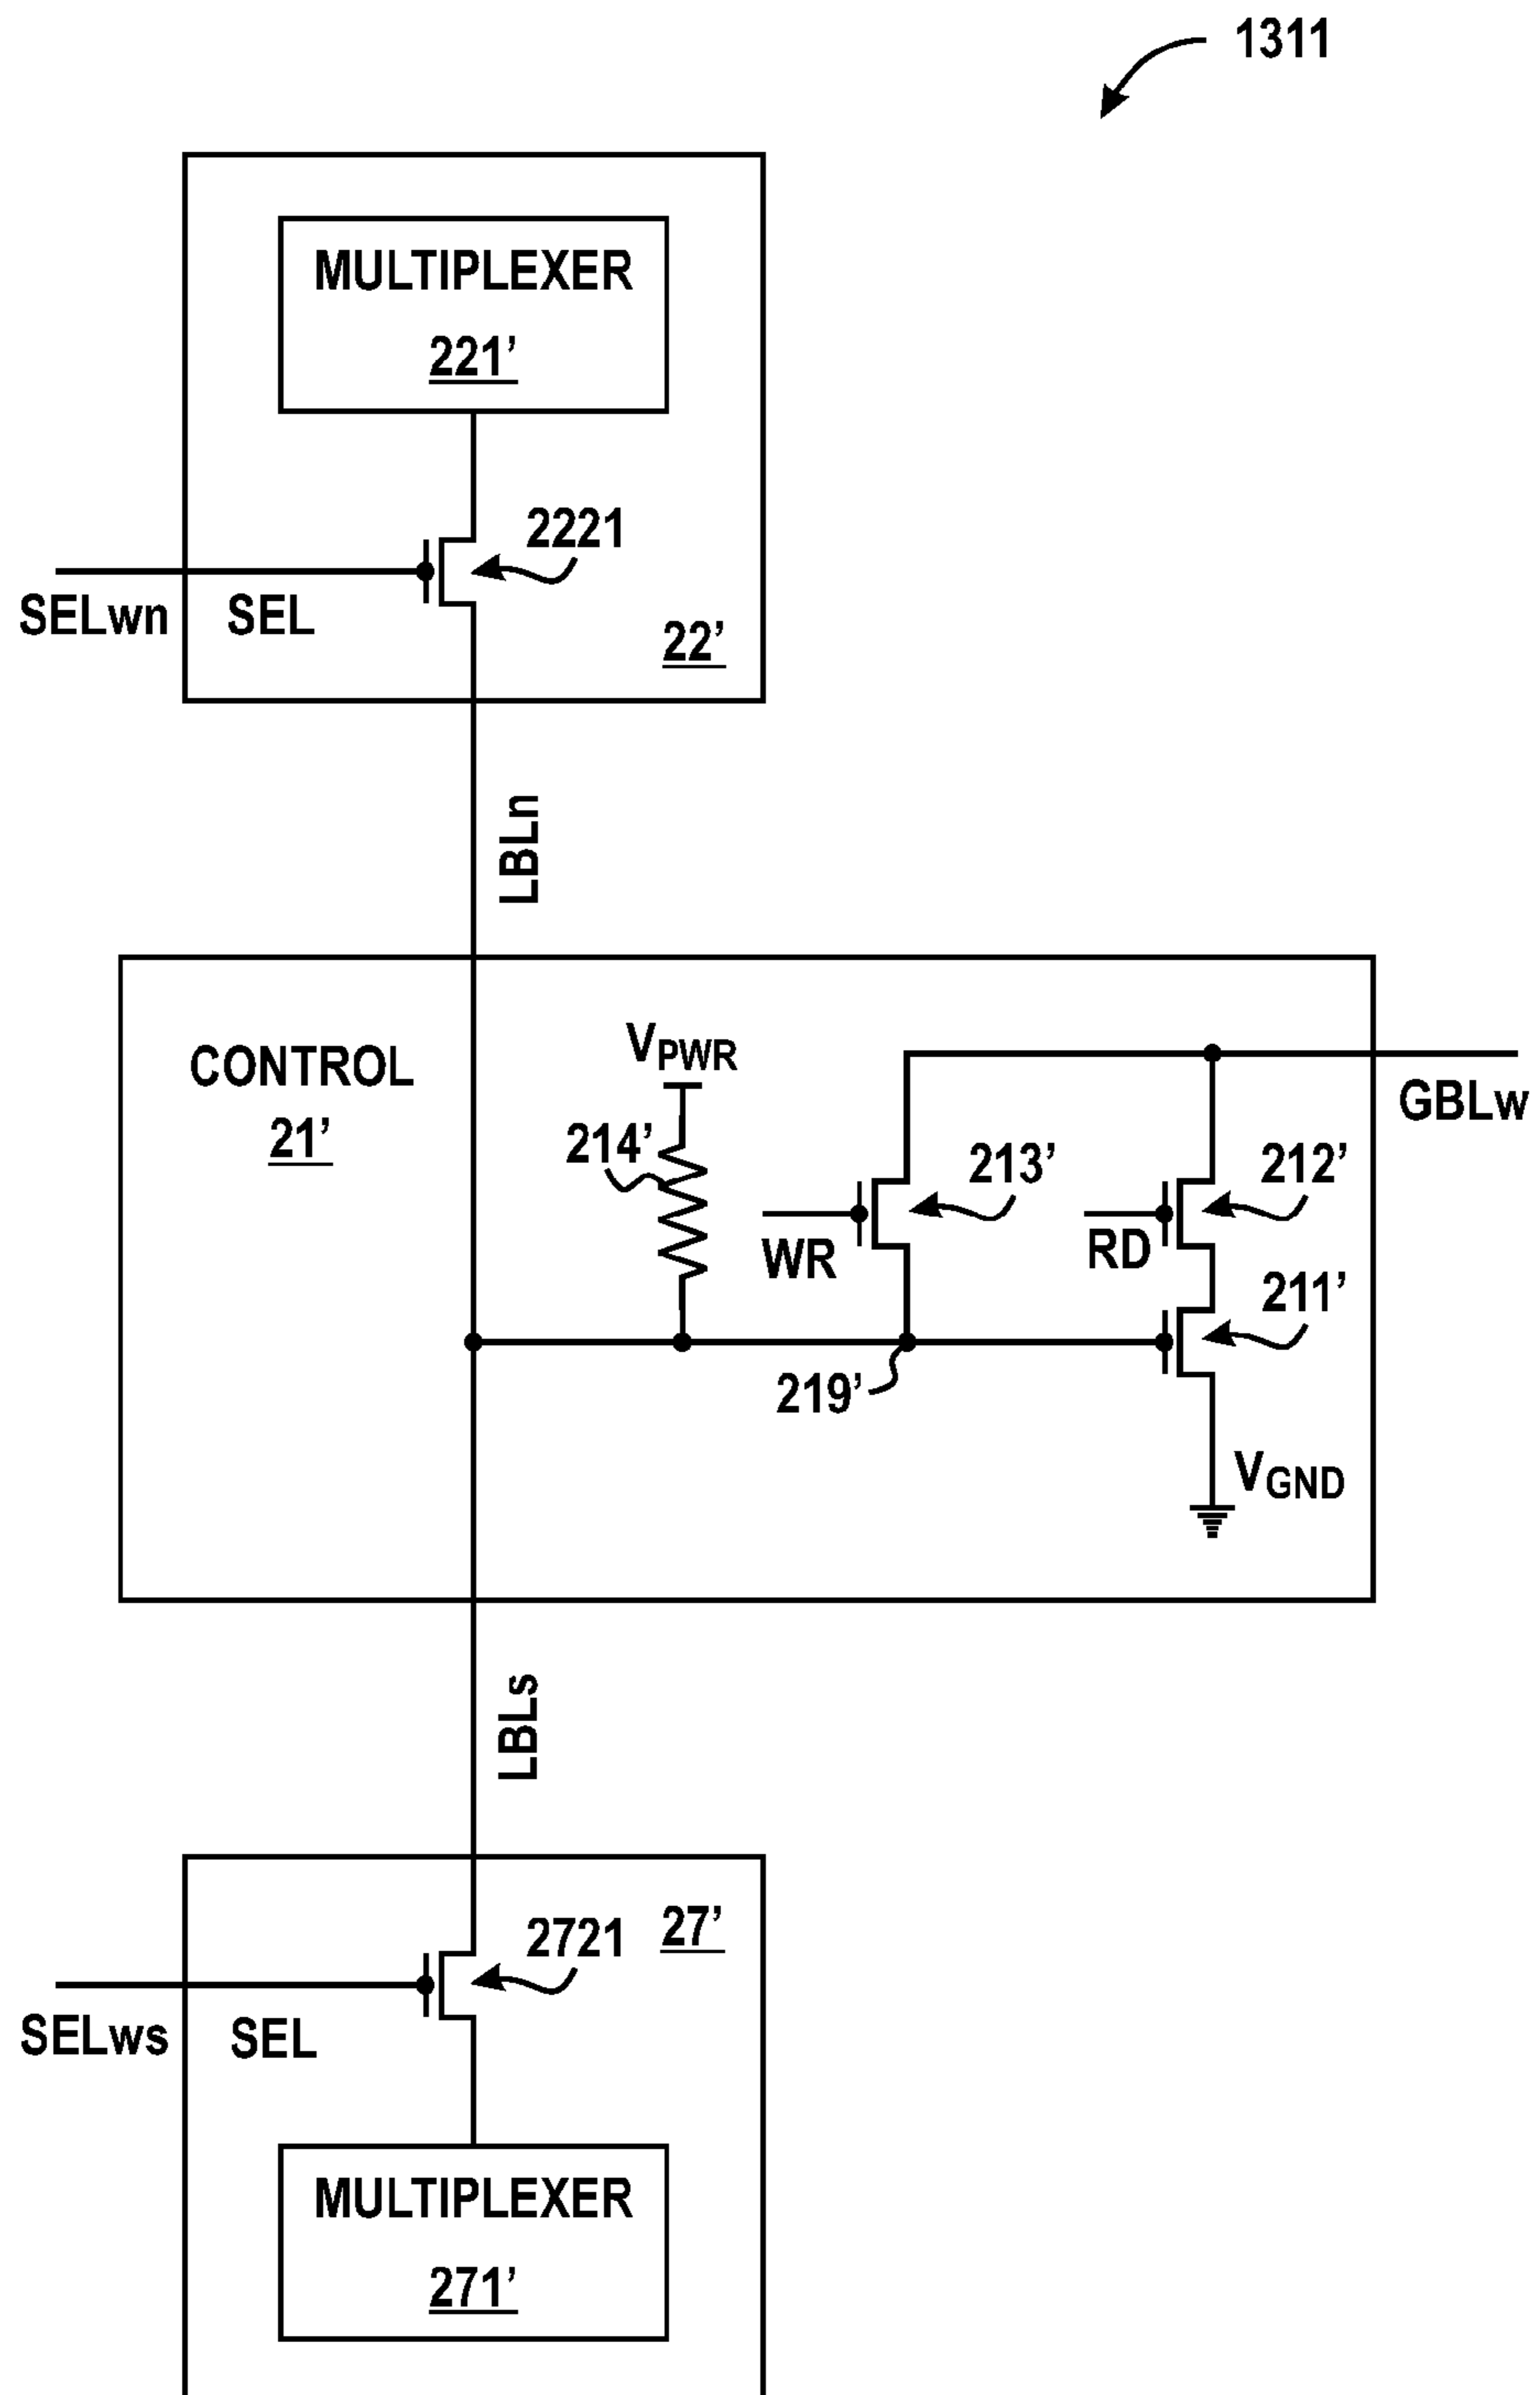 1311
MULTIPLEXER
221’
2221
SELwn
SEL
22’
LBLn
CONTROL
21’
VPWR
GBLw
214’
213’
212’
WR
RD
211’
219’
VGND
LBLs
27’
2721
SELws
SEL
MULTIPLEXER
271’